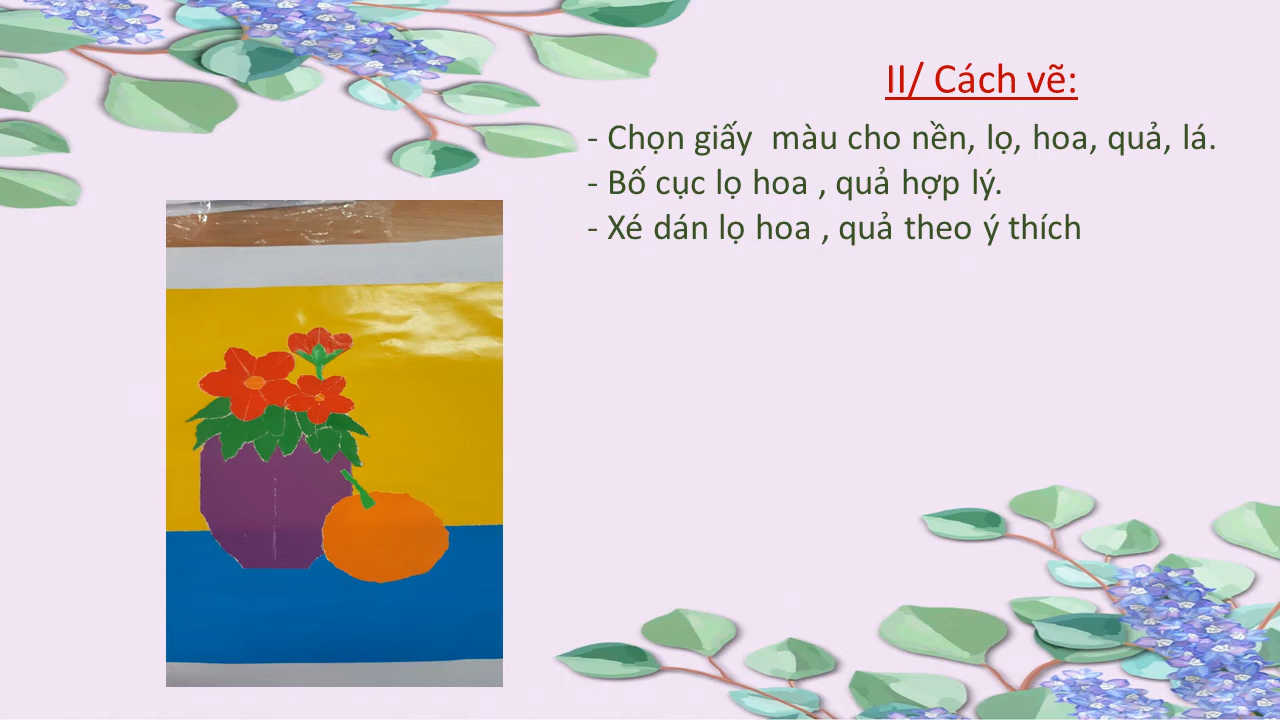 II/ Cách vẽ:
- Chọn giấy  màu cho nền, lọ, hoa, quả, lá.
- Bố cục lọ hoa , quả hợp lý.
- Xé dán lọ hoa , quả theo ý thích